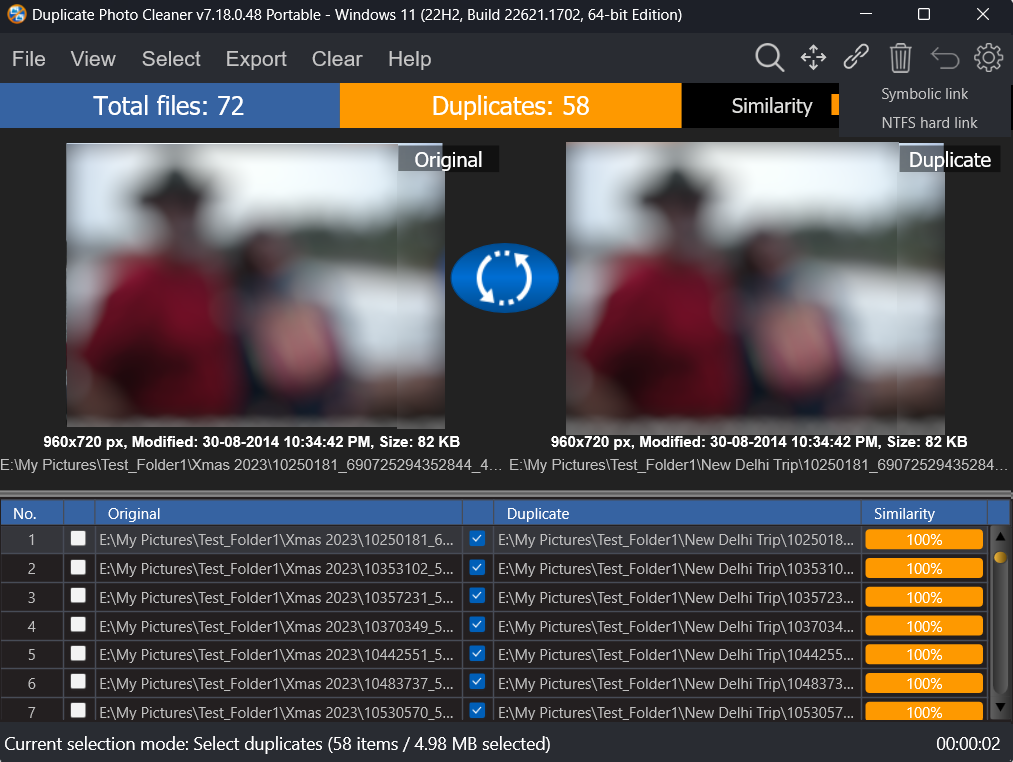 Duplicate Photo Cleaner v7.18.0.48 Portable - Windows 11 (22H2, Build 22621.1702, 64-bit Edition)
File View Select Export Clear Help
Total files: 72 Duplicates: 58 Similarity
Symbolic link
NTFS hard link
Original Duplicate
960x720 px, Modified: 30-08-2014 10:34:42 PM, Size: 82 KB 960x720 px, Modified: 30-08-2014 10:34:42 PM, Size: 82 KB
E:\My Pictures\Test_Folder1\Xmas 2023\10250181_690725294352844_4... E:\My Pictures\Test_Folder1\New Delhi Trip\10250181_69072529435284...
No. Original Duplicate Similarity
1 E:\My Pictures\Test_Folder1\Xmas 2023\10250181_6... E:\My Pictures\Test_Folder1\New Delhi Trip\1025018... 100%
2 E:\My Pictures\Test_Folder1\Xmas 2023\10353102_5... E:\My Pictures\Test_Folder1\New Delhi Trip\1035310... 100%
3 E:\My Pictures\Test_Folder1\Xmas 2023\10357231_5... E:\My Pictures\Test_Folder1\New Delhi Trip\1035723... 100%
4 E:\My Pictures\Test_Folder1\Xmas 2023\10370349_5... E:\My Pictures\Test_Folder1\New Delhi Trip\1037034... 100%
5 E:\My Pictures\Test_Folder1\Xmas 2023\10442551_5... E:\My Pictures\Test_Folder1\New Delhi Trip\1044255... 100%
6 E:\My Pictures\Test_Folder1\Xmas 2023\10483737_5... E:\My Pictures\Test_Folder1\New Delhi Trip\1048373... 100%
7 E:\My Pictures\Test_Folder1\Xmas 2023\10530570_5... E:\My Pictures\Test_Folder1\New Delhi Trip\1053057... 100%
Current selection mode: Select duplicates (58 items / 4.98 MB selected) 00:00:02